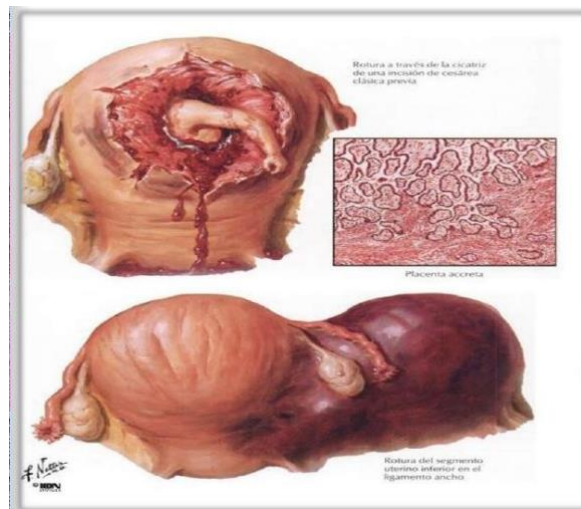 Rotura a través de la cicatriz
de una incisión de cesárea
clásica previa
Placenta accreta
Rotura del segmento
uterino inferior en el
ligamento ancho
F. Netter